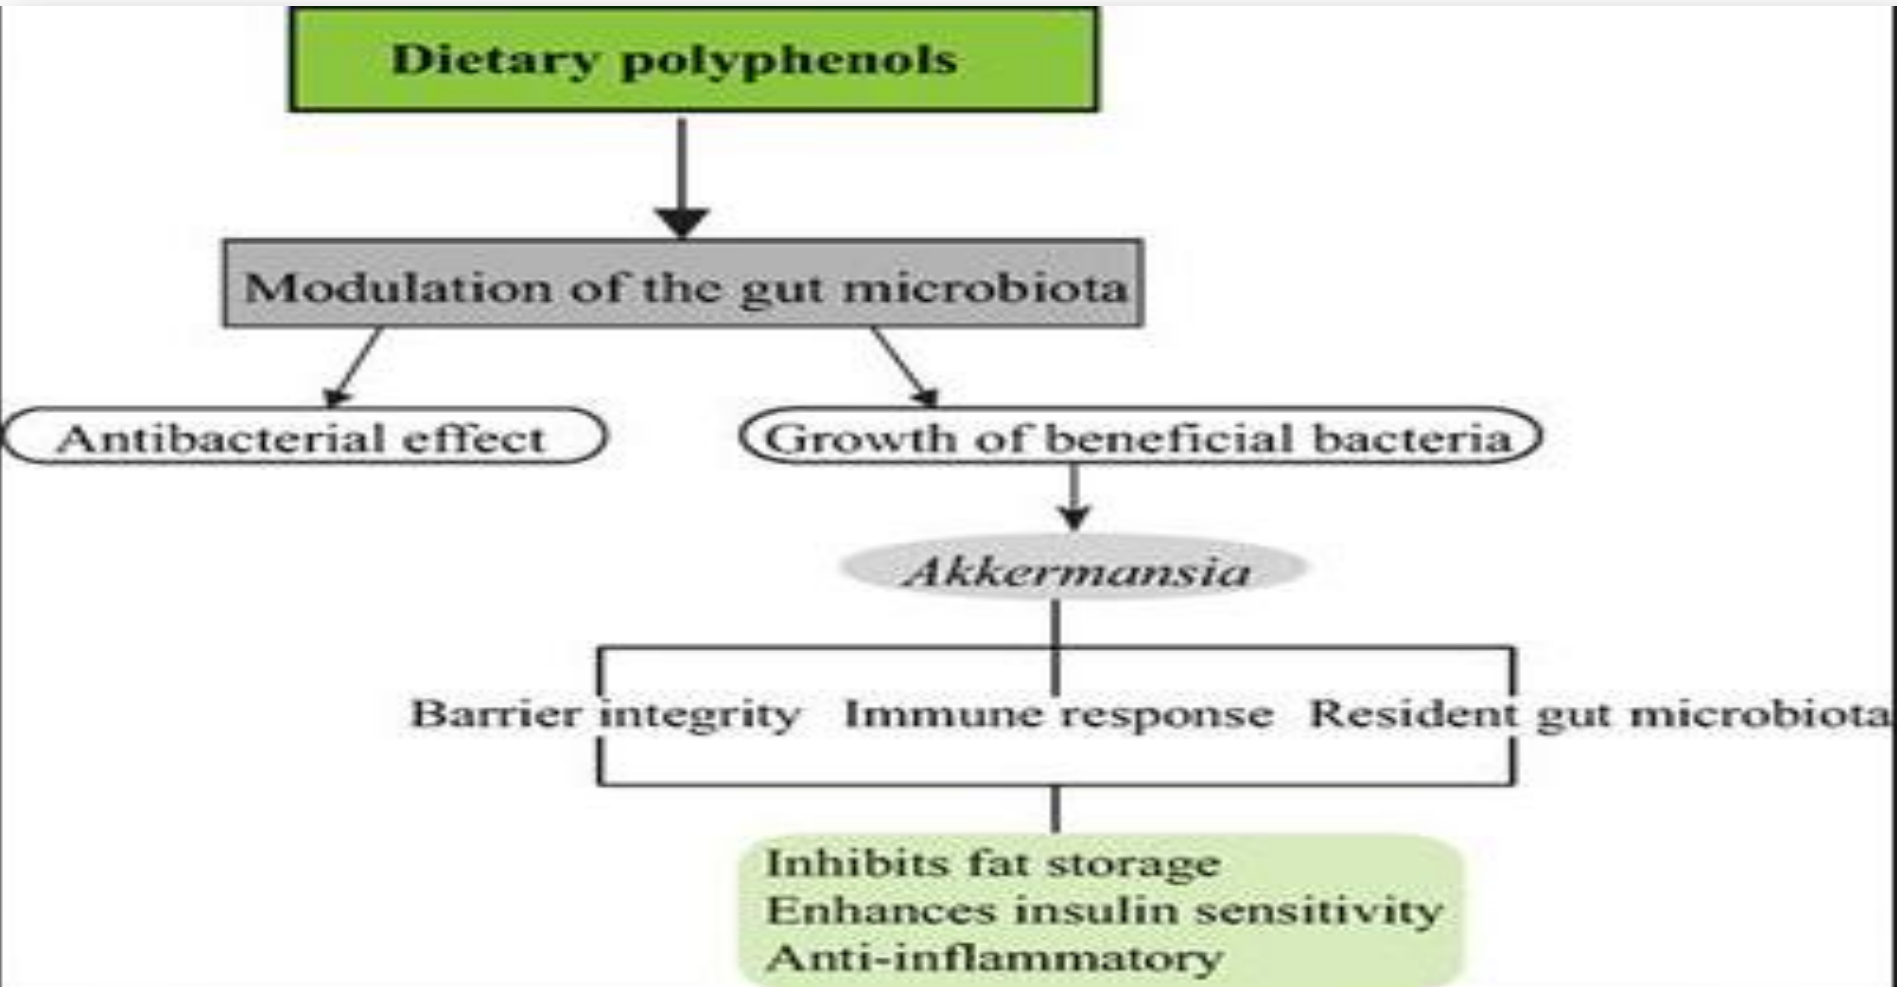 Dietary polyphenols
Modulation of the gut microbiota
Antibacterial effect
Growth of beneficial bacteria
Akkermansia
Barrier integrity
Immune response
Resident gut microbiota
Inhibits fat storage
Enhances insulin sensitivity
Anti-inflammatory